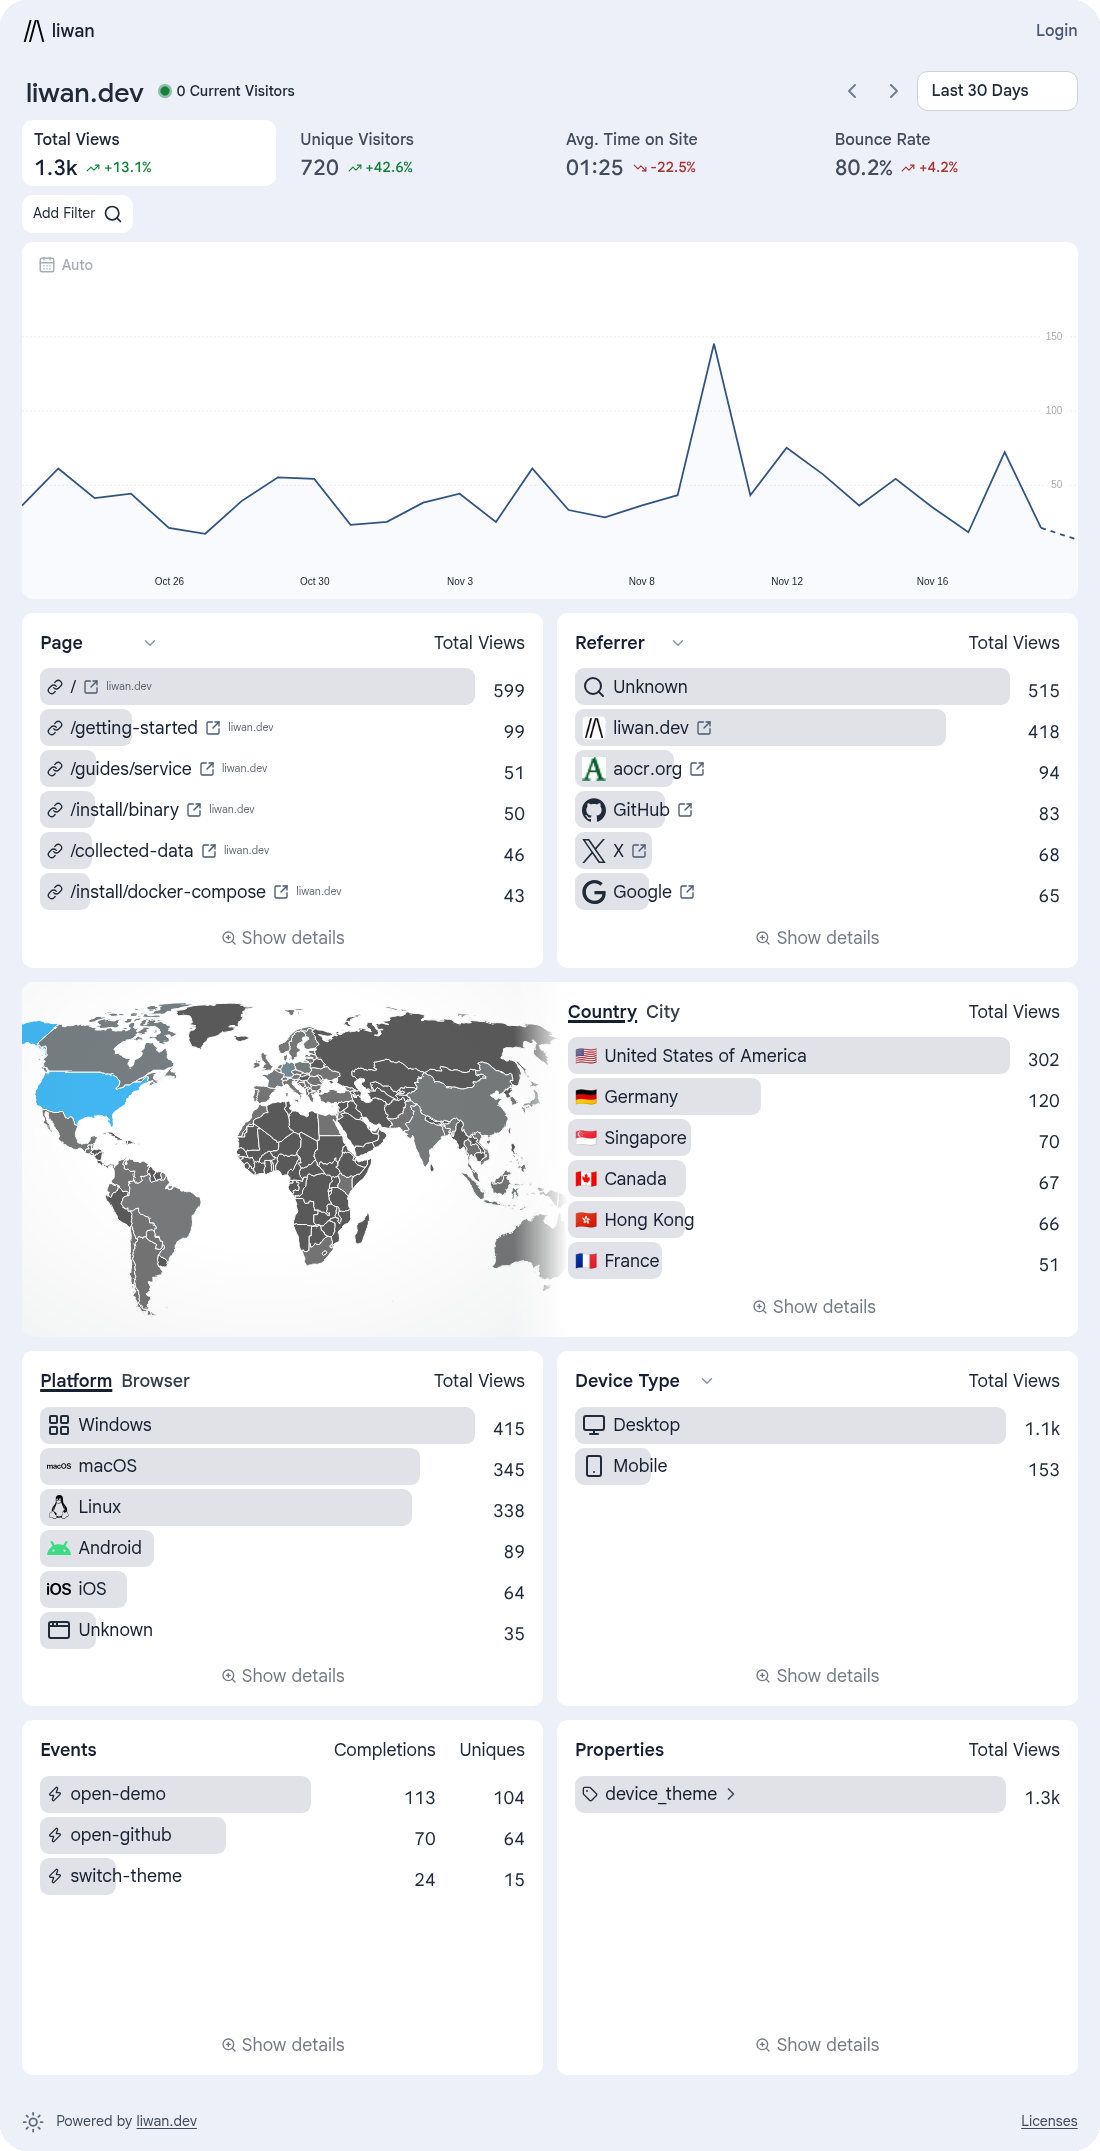 liwan
Login
liwan.dev
0 Current Visitors
Last 30 Days
Total Views
1.3k +13.1%
Unique Visitors
720 +42.6%
Avg. Time on Site
01:25 -22.5%
Bounce Rate
80.2% +4.2%
Add Filter
Auto
150
100
50
Oct 26
Oct 30
Nov 3
Nov 8
Nov 12
Nov 16
Page Total Views
/ liwan.dev 599
/getting-started liwan.dev 99
/guides/service liwan.dev 51
/install/binary liwan.dev 50
/collected-data liwan.dev 46
/install/docker-compose liwan.dev 43
Show details
Referrer Total Views
Unknown 515
liwan.dev 418
aocr.org 94
GitHub 83
X 68
Google 65
Show details
Country City Total Views
United States of America 302
Germany 120
Singapore 70
Canada 67
Hong Kong 66
France 51
Show details
Platform Browser Total Views
Windows 415
macOS macOS 345
Linux 338
Android 89
iOS iOS 64
Unknown 35
Show details
Device Type Total Views
Desktop 1.1k
Mobile 153
Show details
Events Completions Uniques
open-demo 113 104
open-github 70 64
switch-theme 24 15
Show details
Properties Total Views
device_theme 1.3k
Show details
Powered by liwan.dev
Licenses